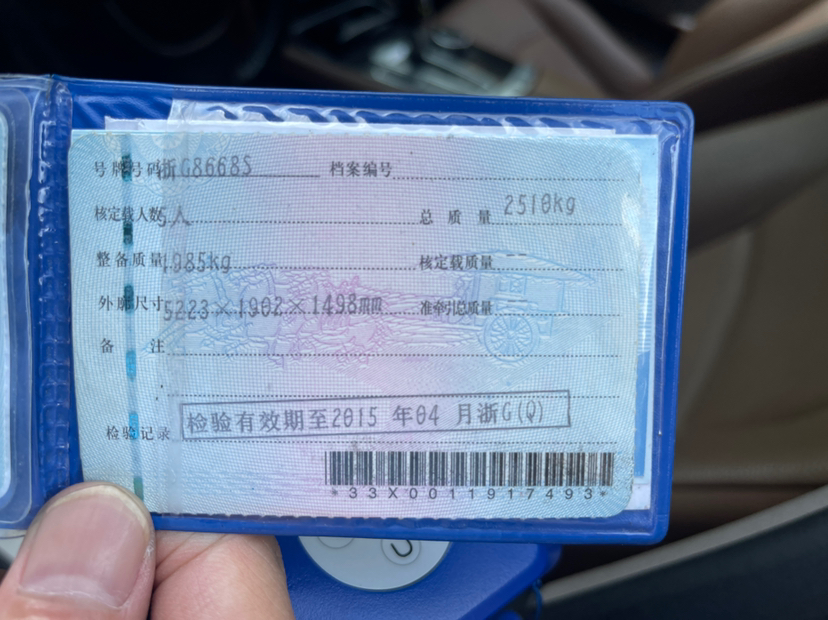 号牌号码浙G8668S 档案编号
核定载人数5人 总质量 2510kg
整备质量1985kg 核定载质量
外廓尺寸5223×1902×1498mm 准牵引总质量
备注
检验记录 检验有效期至2015年04月浙G(Q)
*33X0011917493*